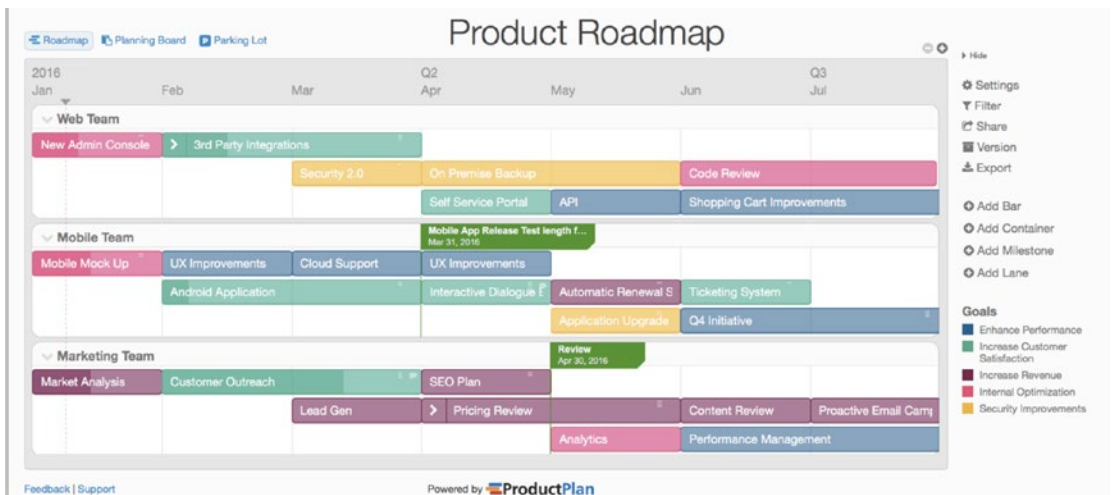 Product Roadmap
Roadmap Planning Board Parking Lot
Hide
2016 Q2 Q3
Jan Feb Mar Apr May Jun Jul
Web Team
New Admin Console 3rd Party Integrations
Security 2.0 On Premise Backup Code Review
Self Service Portal API Shopping Cart Improvements
Mobile Team
Mobile App Release Test length f...
Mar 31, 2016
Mobile Mock Up UX Improvements Cloud Support UX Improvements
Android Application Interactive Dialogue Automatic Renewal S Ticketing System
Application Upgrade Q4 Initiative
Marketing Team
Review
Apr 30, 2016
Market Analysis Customer Outreach SEO Plan
Lead Gen Pricing Review Content Review Proactive Email Camp
Analytics Performance Management
Settings
Filter
Share
Version
Export
Add Bar
Add Container
Add Milestone
Add Lane
Goals
Enhance Performance
Increase Customer
Satisfaction
Increase Revenue
Internal Optimization
Security Improvements
Feedback | Support
Powered by ProductPlan